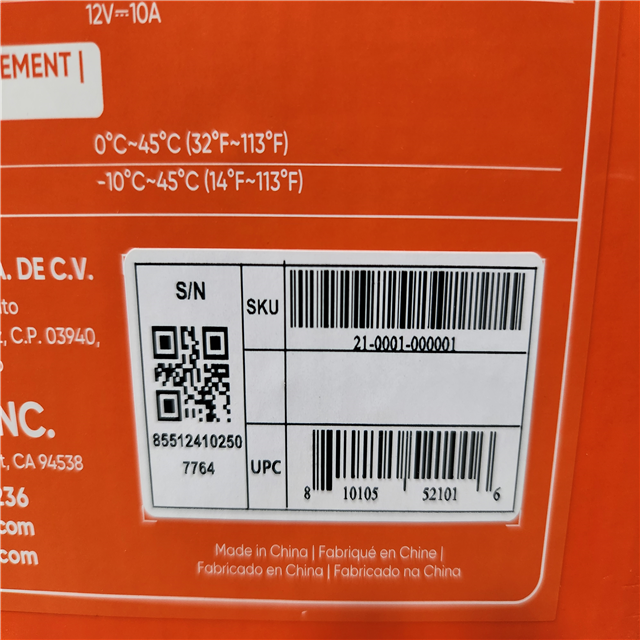 12V⎓10A
EMENT |
0°C~45°C (32°F~113°F)
-10°C~45°C (14°F~113°F)
A. DE C.V.
C.P. 03940,
NC.
CA 94538
236
com
com
S/N
85512410250
7764
SKU
21-0001-000001
UPC
8 10105 52101 6
Made in China | Fabriqué en Chine |
Fabricado en China | Fabricado na China